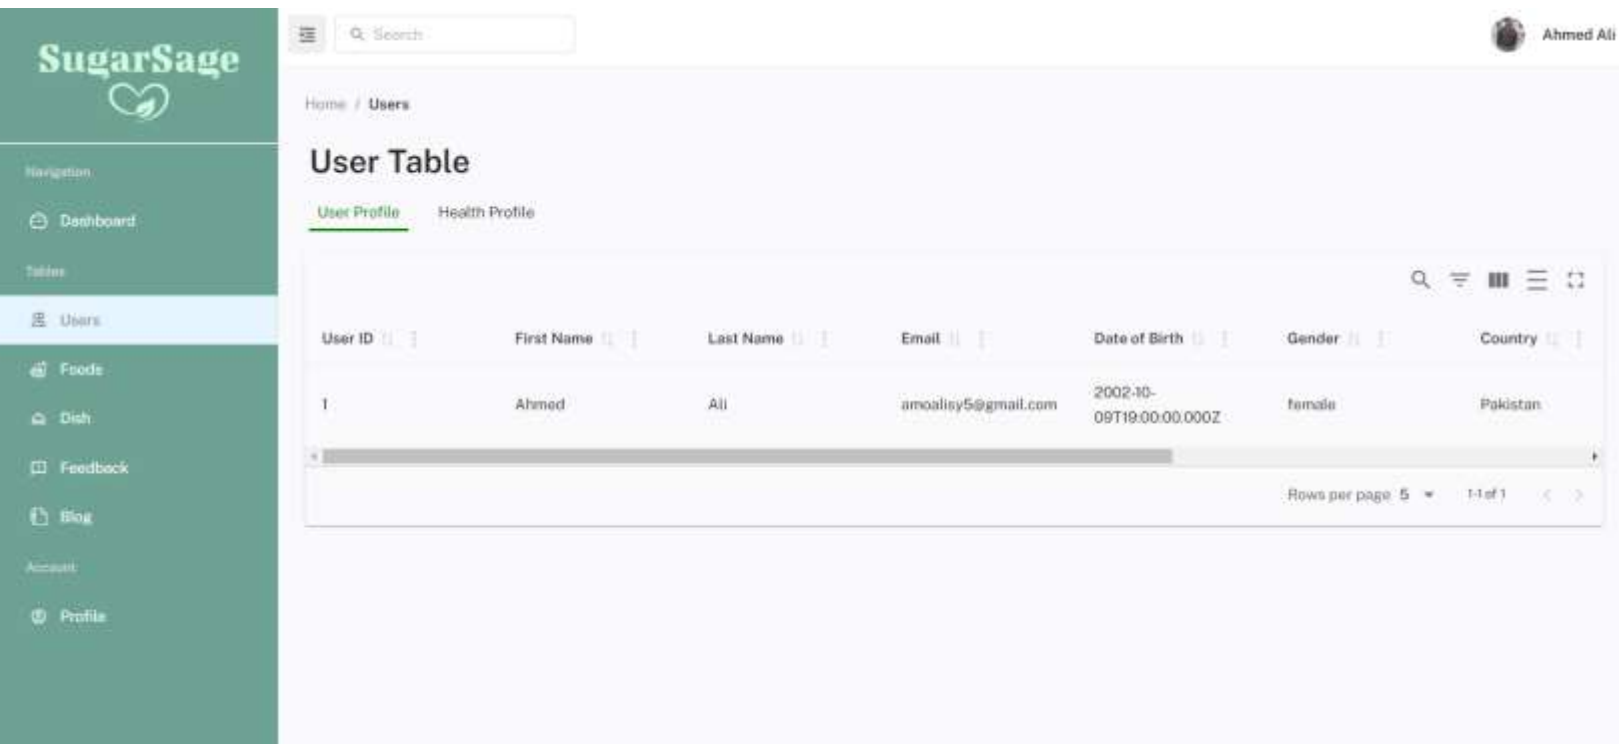 SugarSage
Navigation
Dashboard
Tables
Users
Foods
Dish
Feedback
Blog
Account
Profile
Search
Ahmed Ali
Home / Users
User Table
User Profile Health Profile
User ID First Name Last Name Email Date of Birth Gender Country
1 Ahmed Ali amoalisy5@gmail.com 2002-10-09T19:00:00.000Z female Pakistan
Rows per page 5 1-1 of 1